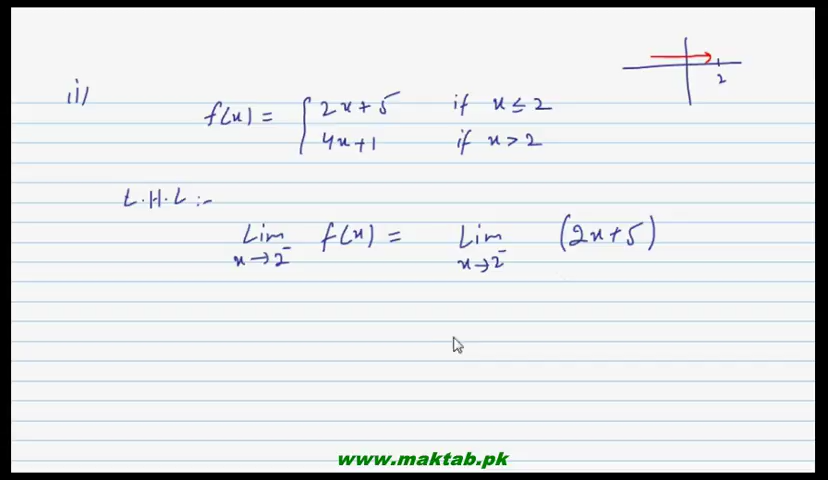 ii)
f(x) = { 2x + 5 if x ≤ 2
4x + 1 if x > 2
2
L.H.L :-
Lim x→2⁻ f(x) = Lim x→2⁻ (2x + 5)
www.maktab.pk